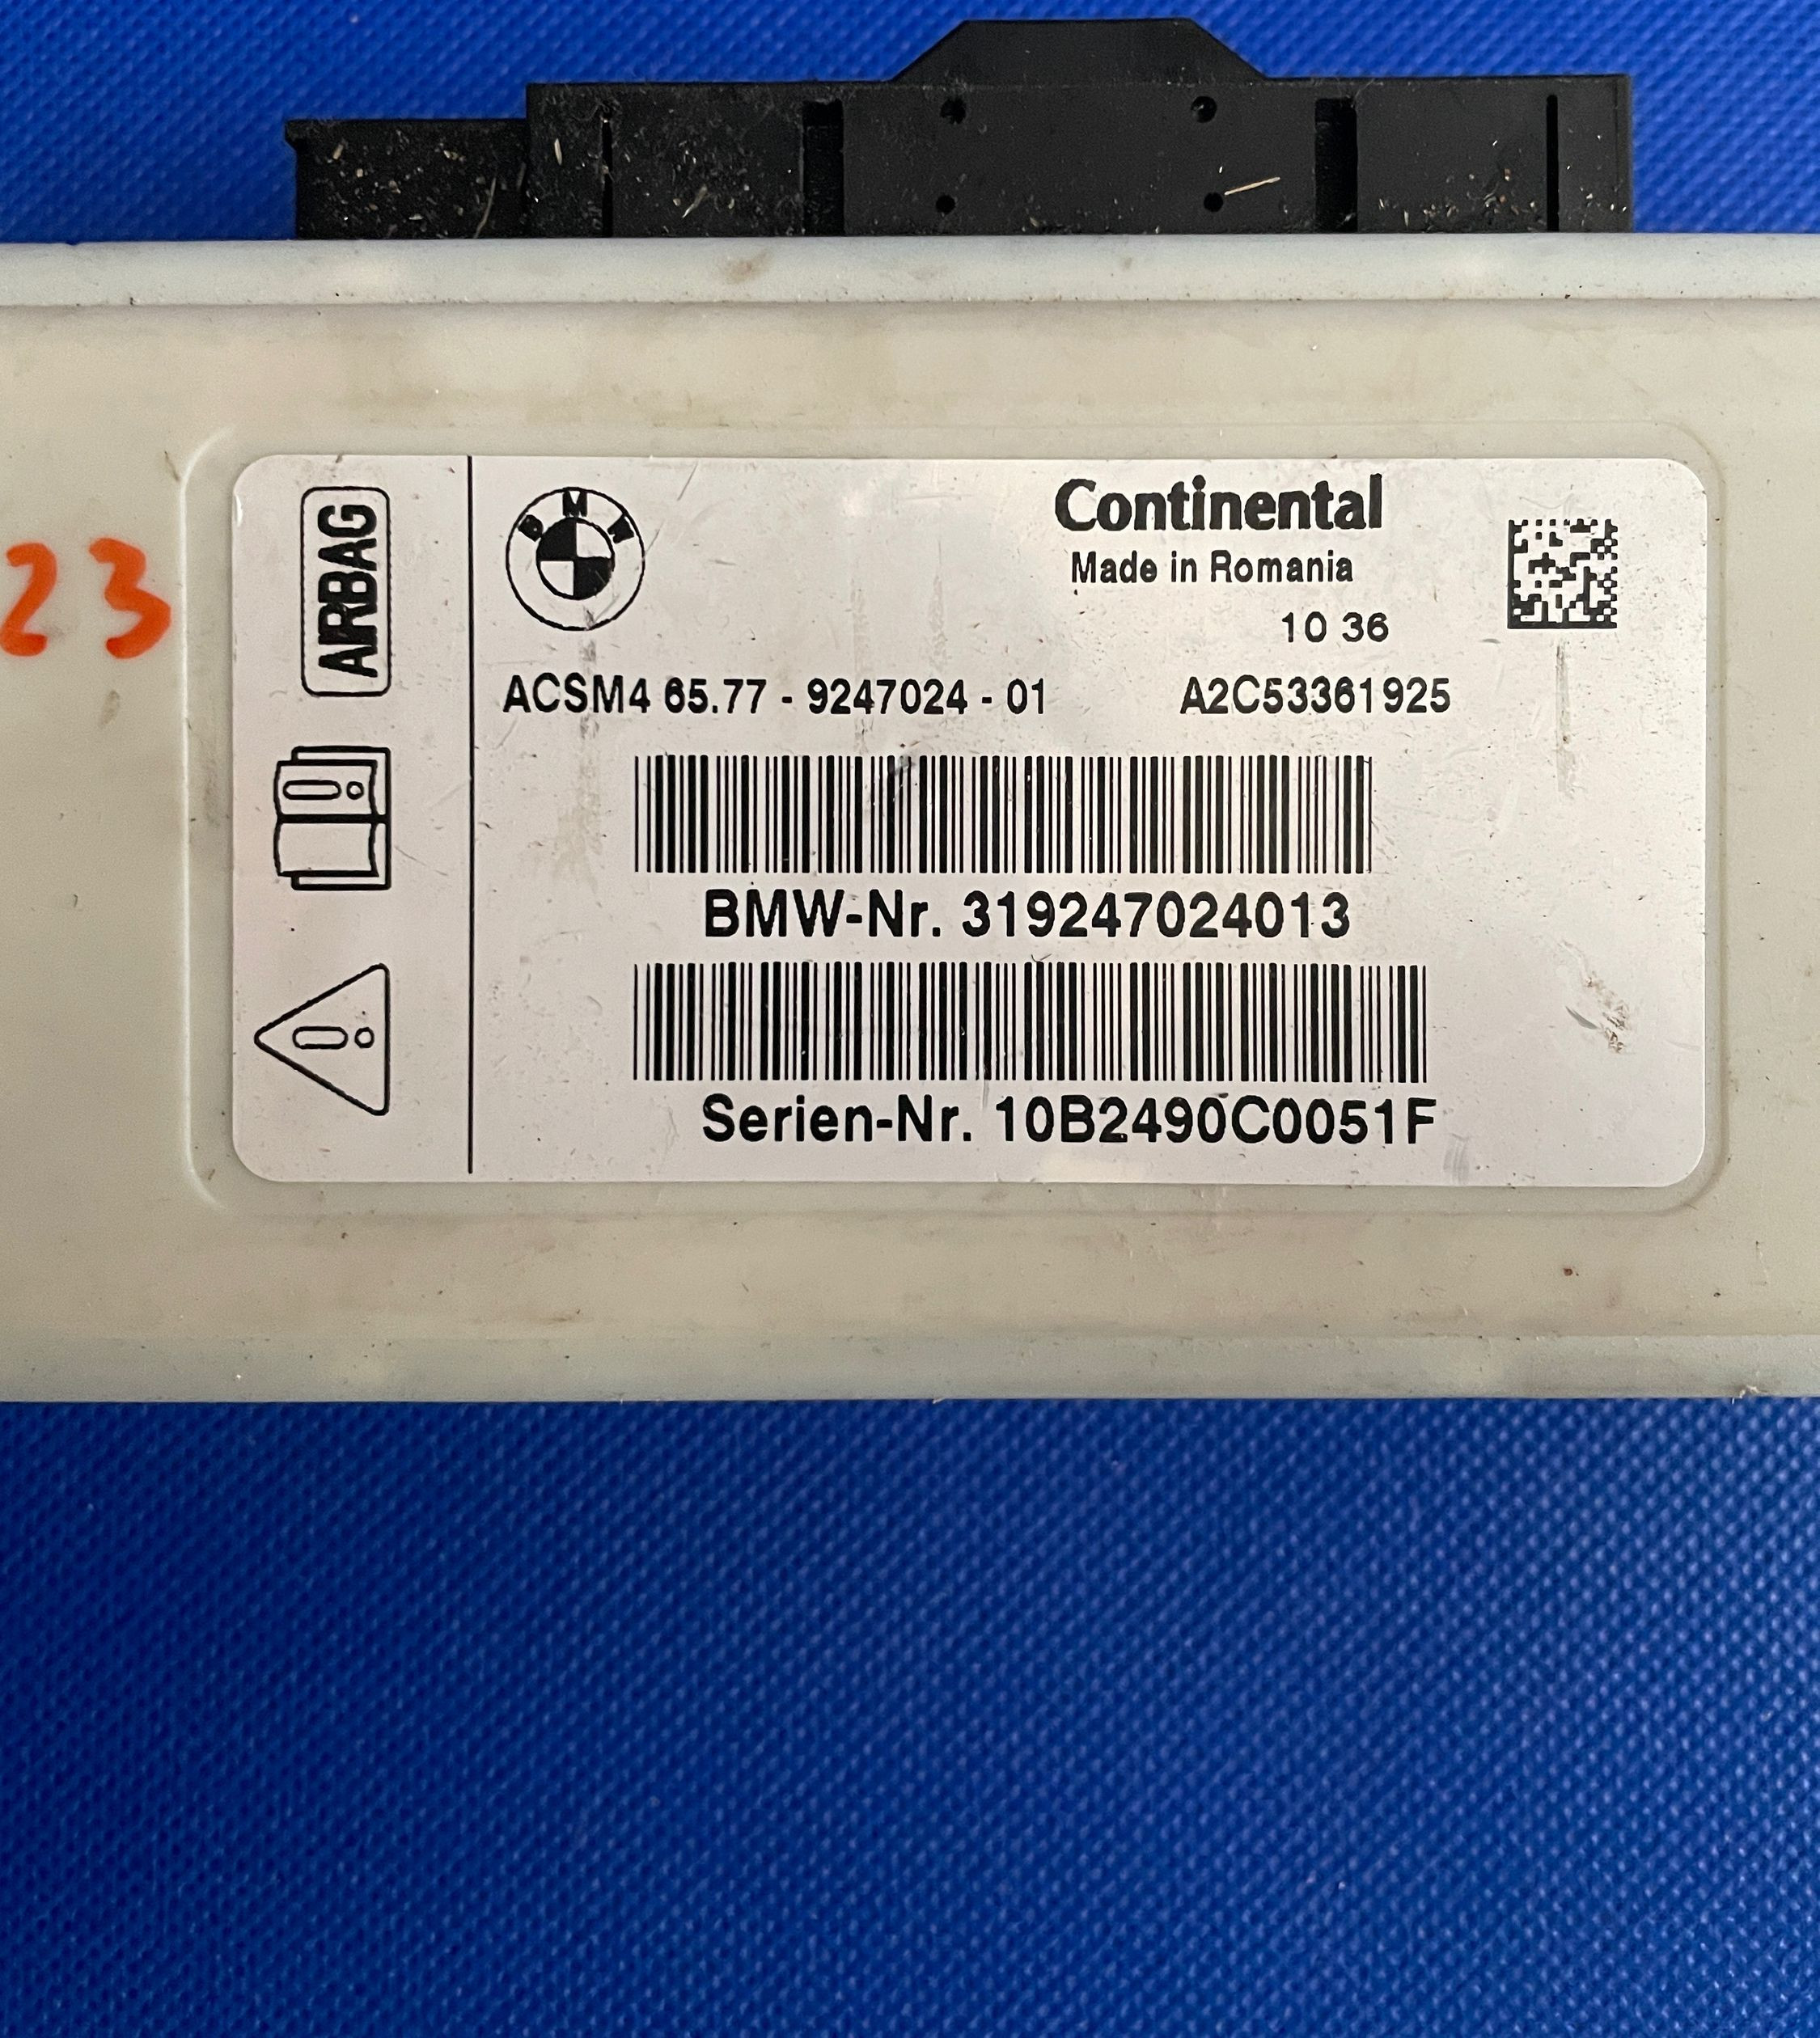 23
AIRBAG
BMW
Continental
Made in Romania
10 36
ACSM4 65.77 - 9247024 - 01 A2C53361925
BMW-Nr. 319247024013
Serien-Nr. 10B2490C0051F